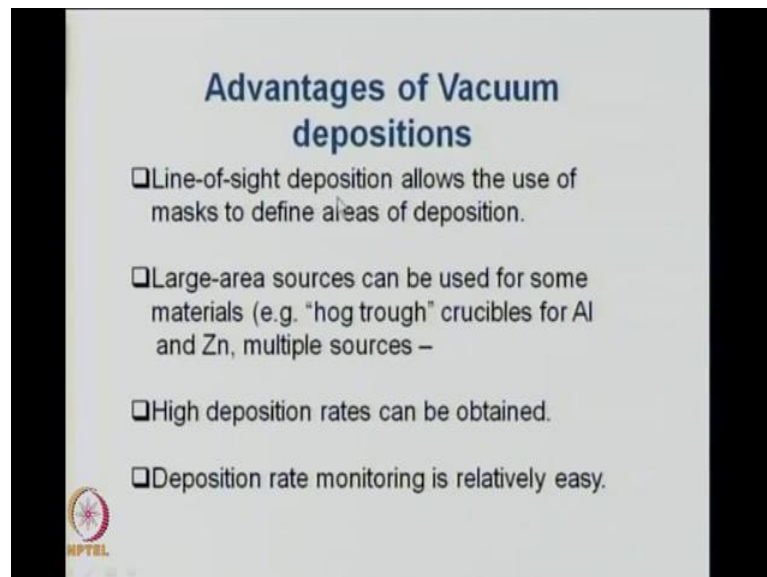 Advantages of Vacuum
depositions
❑Line-of-sight deposition allows the use of
masks to define areas of deposition.
❑Large-area sources can be used for some
materials (e.g. “hog trough” crucibles for Al
and Zn, multiple sources –
❑High deposition rates can be obtained.
❑Deposition rate monitoring is relatively easy.
NPTEL